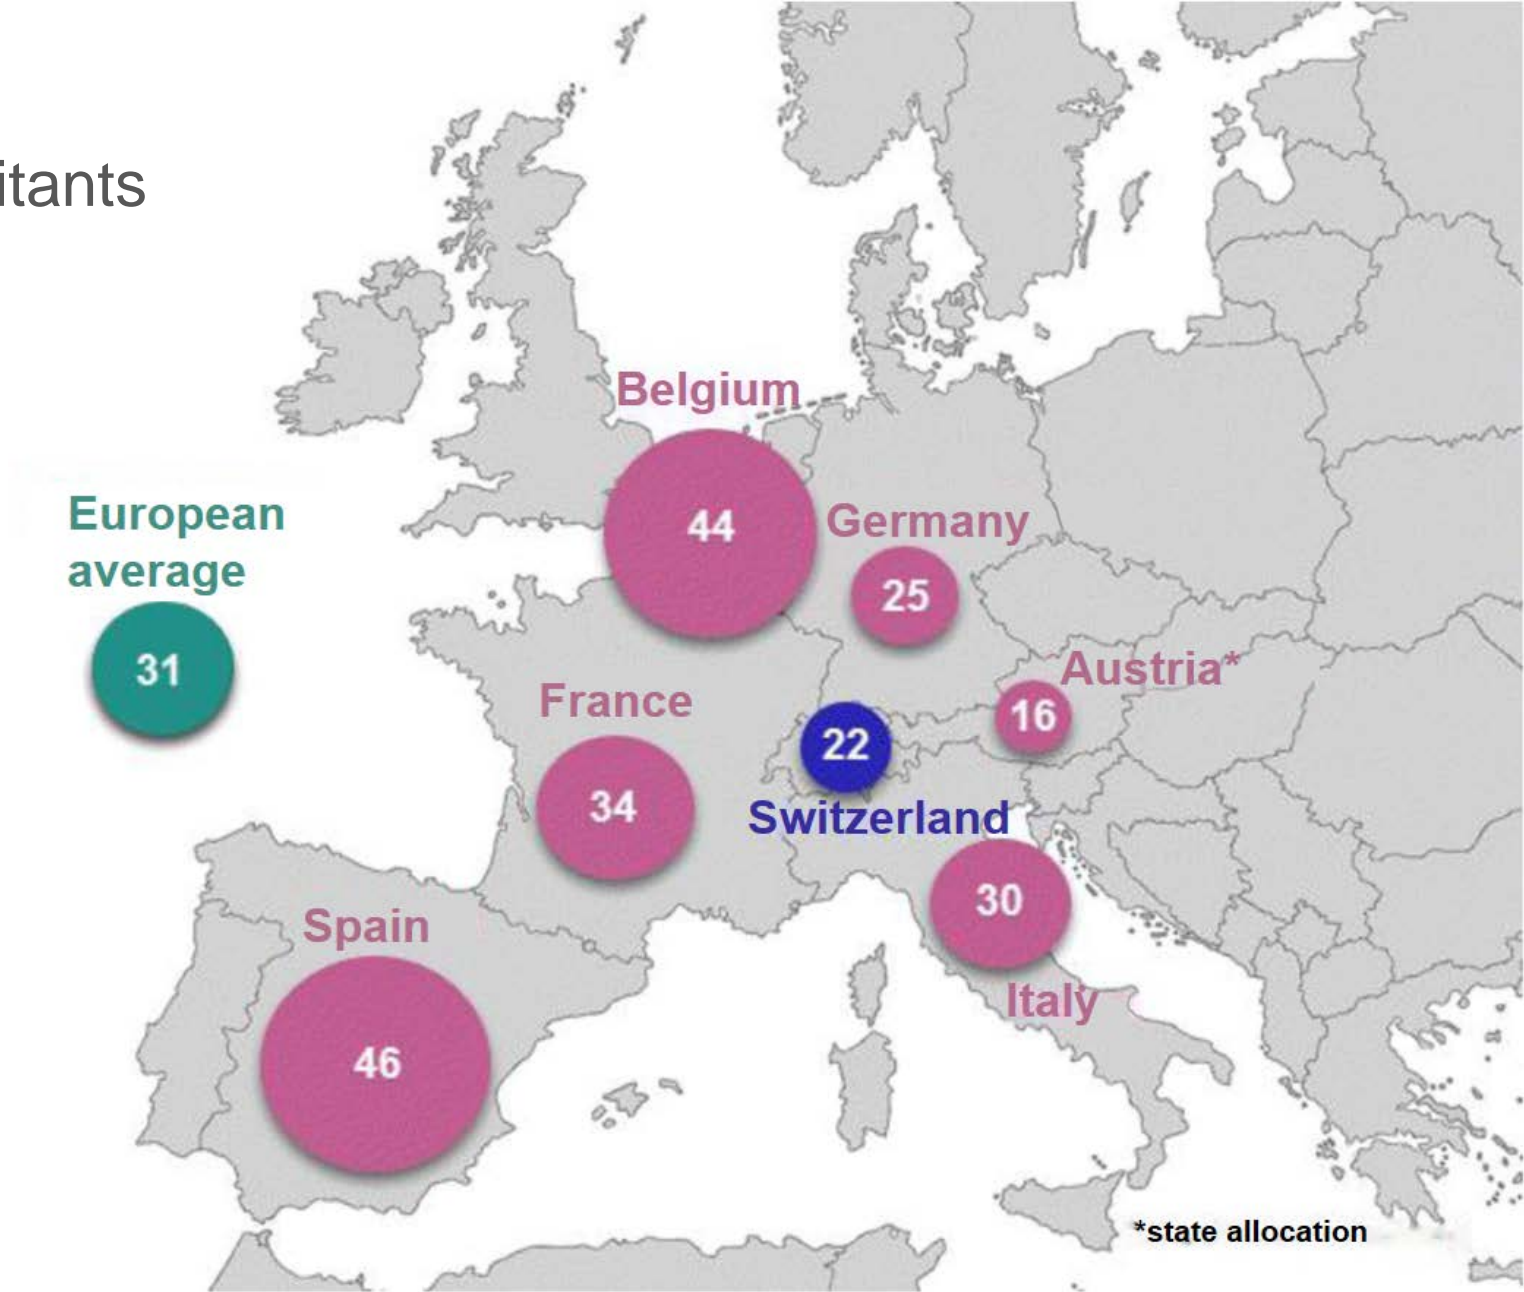 itants
Belgium
44
European
average
31
Germany
25
Austria*
16
France
34
22
Switzerland
30
Italy
Spain
46
*state allocation